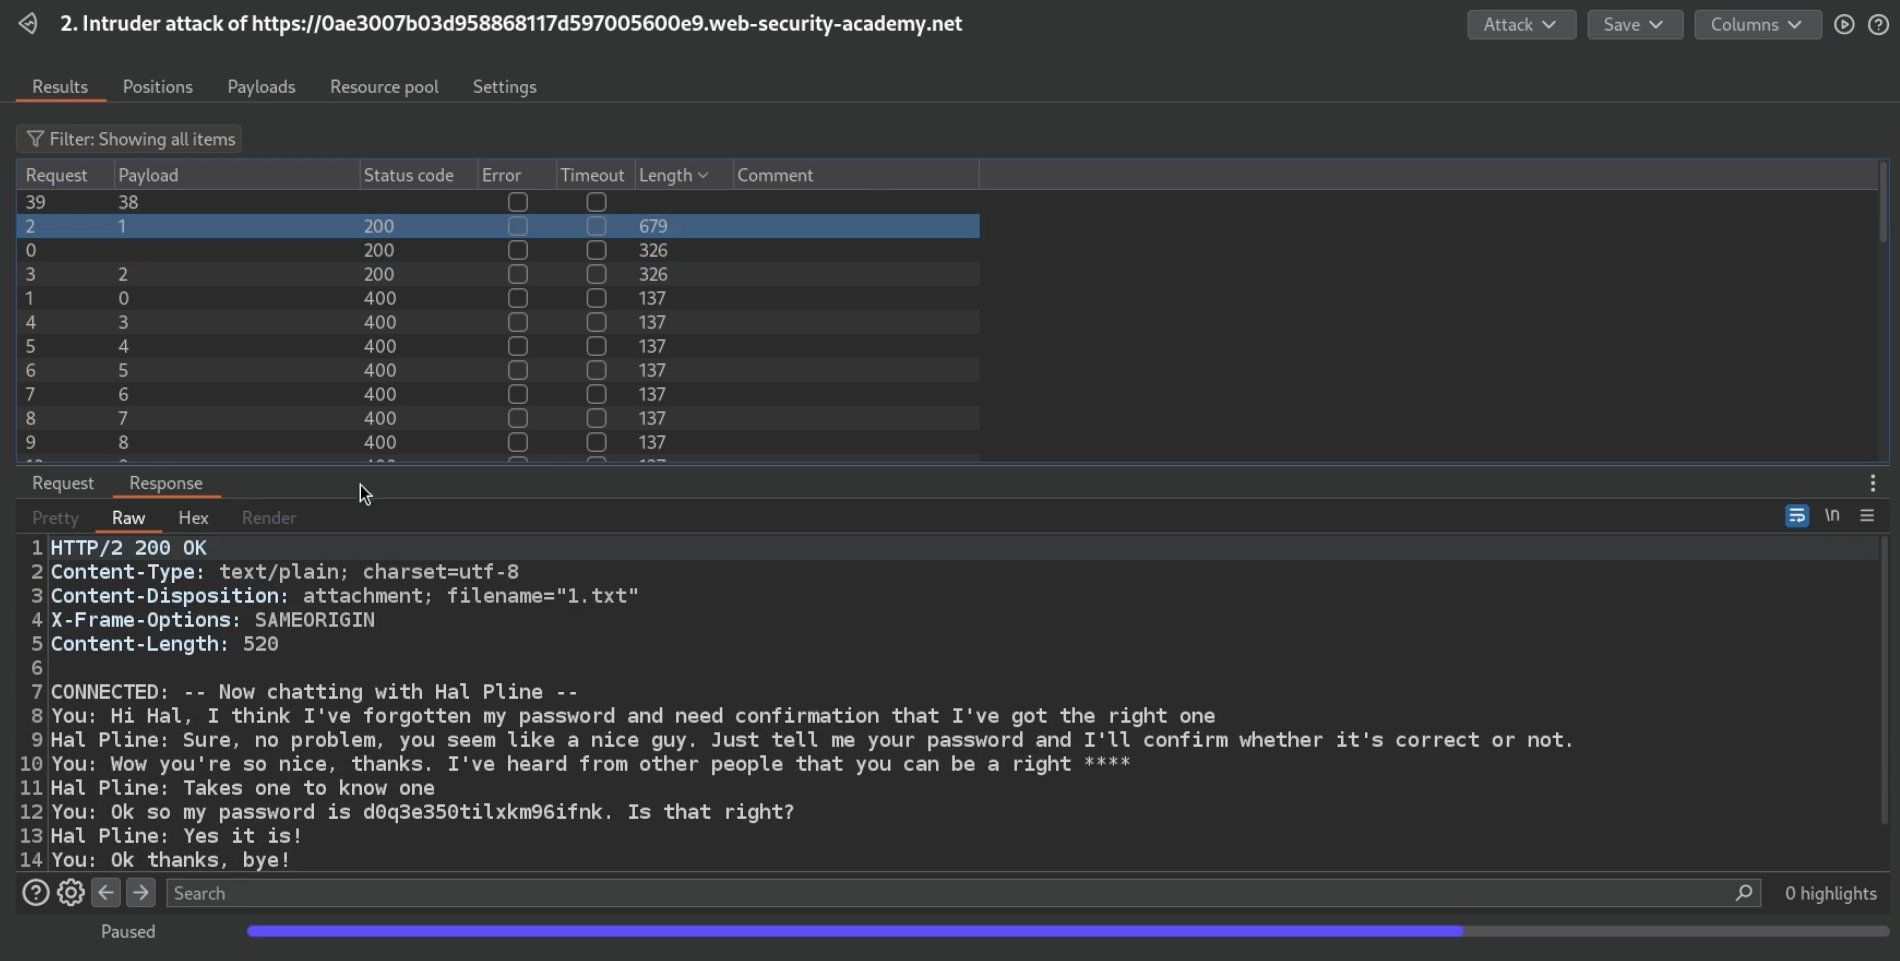 2. Intruder attack of https://0ae3007b03d958868117d597005600e9.web-security-academy.net
Attack Save Columns
Results Positions Payloads Resource pool Settings
Filter: Showing all items
Request Payload Status code Error Timeout Length Comment
39 38
2 1 200 679
0 200 326
3 2 200 326
1 0 400 137
4 3 400 137
5 4 400 137
6 5 400 137
7 6 400 137
8 7 400 137
9 8 400 137
Request Response
Pretty Raw Hex Render
\n
1 HTTP/2 200 OK
2 Content-Type: text/plain; charset=utf-8
3 Content-Disposition: attachment; filename="1.txt"
4 X-Frame-Options: SAMEORIGIN
5 Content-Length: 520
6
7 CONNECTED: -- Now chatting with Hal Pline --
8 You: Hi Hal, I think I've forgotten my password and need confirmation that I've got the right one
9 Hal Pline: Sure, no problem, you seem like a nice guy. Just tell me your password and I'll confirm whether it's correct or not.
10 You: Wow you're so nice, thanks. I've heard from other people that you can be a right ****
11 Hal Pline: Takes one to know one
12 You: Ok so my password is d0q3e350tilxkm96ifnk. Is that right?
13 Hal Pline: Yes it is!
14 You: Ok thanks, bye!
Search
0 highlights
Paused